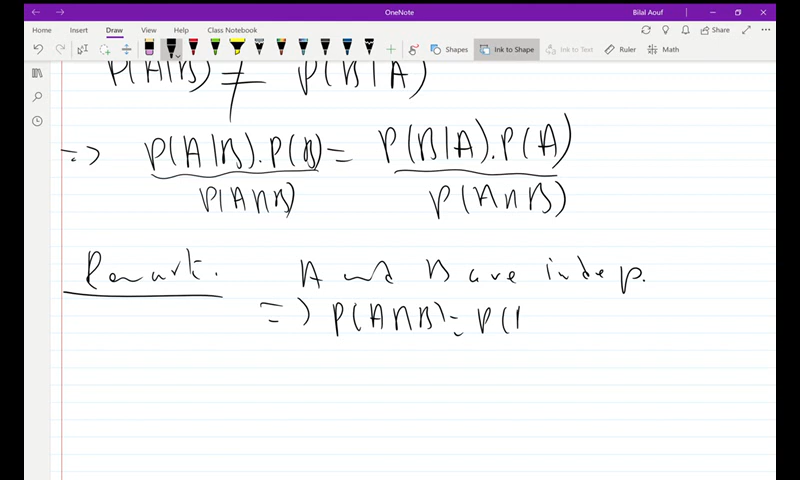 OneNote
Bilal Aouf
Home Insert Draw View Help Class Notebook
Share
Shapes Ink to Shape Ink to Text Ruler Math
P(A|B) ≠ P(B|A)
=> P(A|B).P(B) = P(B|A).P(A)
P(A∩B) P(A∩B)
Remark. A and B are indep.
=> P(A∩B) = P(